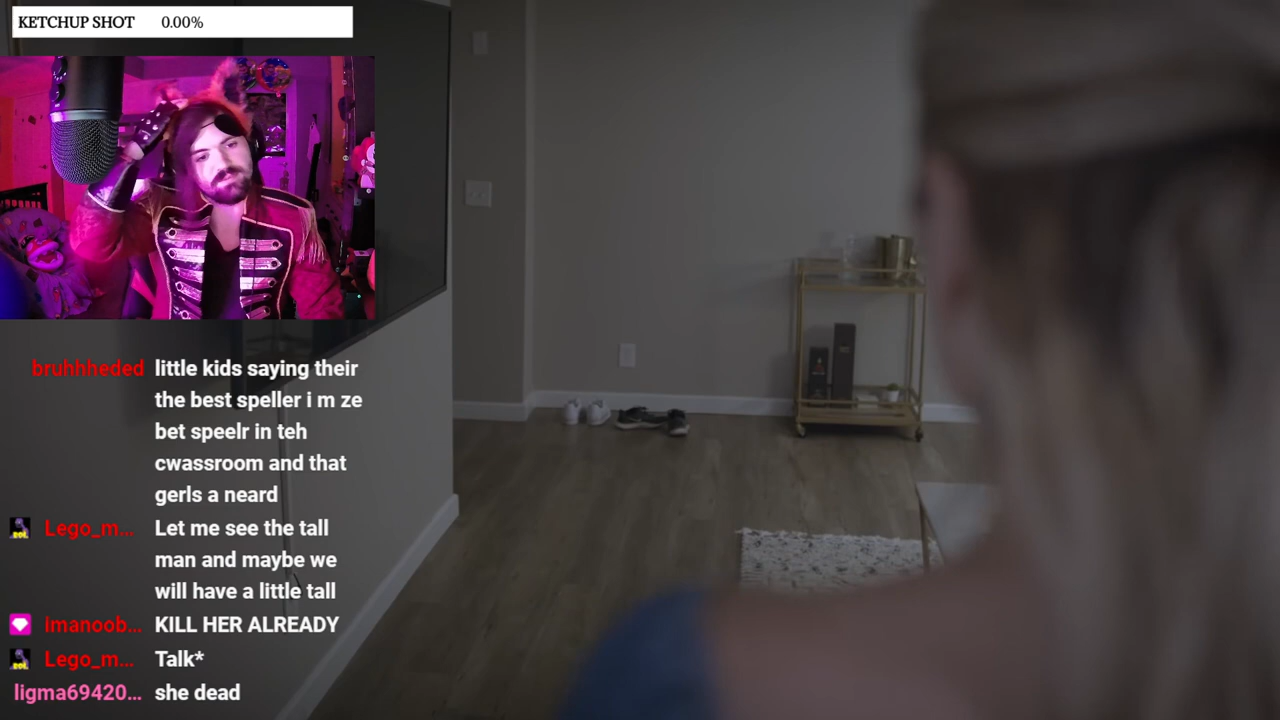 KETCHUP SHOT 0.00%
bruhhheded little kids saying their
the best speller i m ze
bet speelr in teh
cwassroom and that
gerls a neard
Lego_m... Let me see the tall
man and maybe we
will have a little tall
imanoob... KILL HER ALREADY
Lego_m... Talk*
ligma69420... she dead